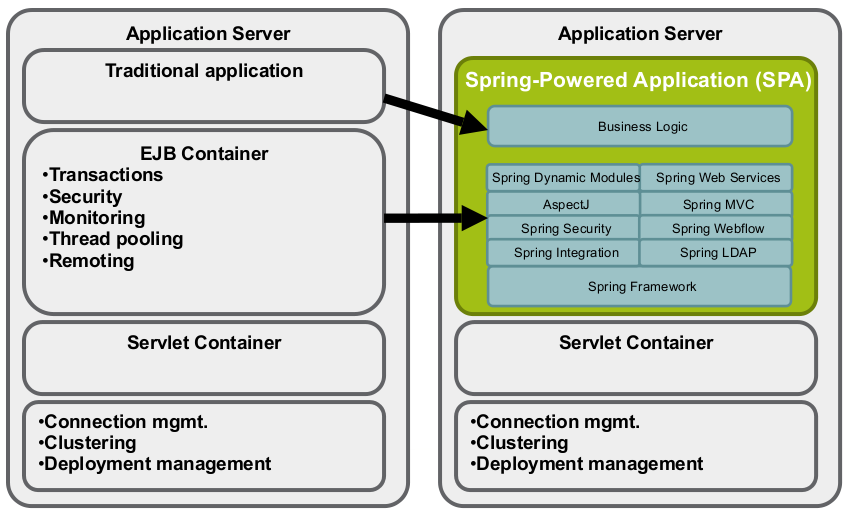 Application Server
Traditional application
EJB Container
•Transactions
•Security
•Monitoring
•Thread pooling
•Remoting
Servlet Container
•Connection mgmt.
•Clustering
•Deployment management
Application Server
Spring-Powered Application (SPA)
Business Logic
Spring Dynamic Modules
Spring Web Services
AspectJ
Spring MVC
Spring Security
Spring Webflow
Spring Integration
Spring LDAP
Spring Framework
Servlet Container
•Connection mgmt.
•Clustering
•Deployment management